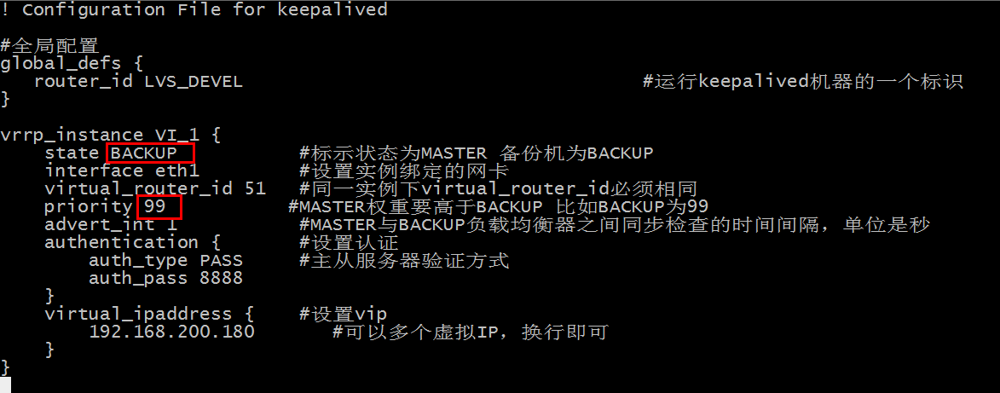 ! Configuration File for keepalived
#全局配置
global_defs {
router_id LVS_DEVEL #运行keepalived机器的一个标识
}
vrrp_instance VI_1 {
state BACKUP #标示状态为MASTER 备份机为BACKUP
interface eth1 #设置实例绑定的网卡
virtual_router_id 51 #同一实例下virtual_router_id必须相同
priority 99 #MASTER权重要高于BACKUP 比如BACKUP为99
advert_int 1 #MASTER与BACKUP负载均衡器之间同步检查的时间间隔，单位是秒
authentication { #设置认证
auth_type PASS #主从服务器验证方式
auth_pass 8888
}
virtual_ipaddress { #设置vip
192.168.200.180 #可以多个虚拟IP，换行即可
}
}